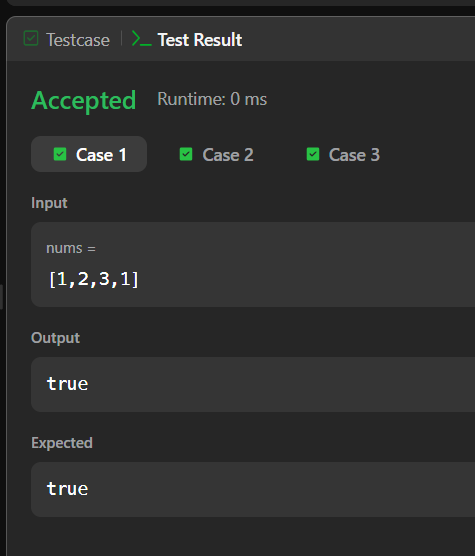 Testcase | >_ Test Result
Accepted Runtime: 0 ms
Case 1 Case 2 Case 3
Input
nums =
[1,2,3,1]
Output
true
Expected
true